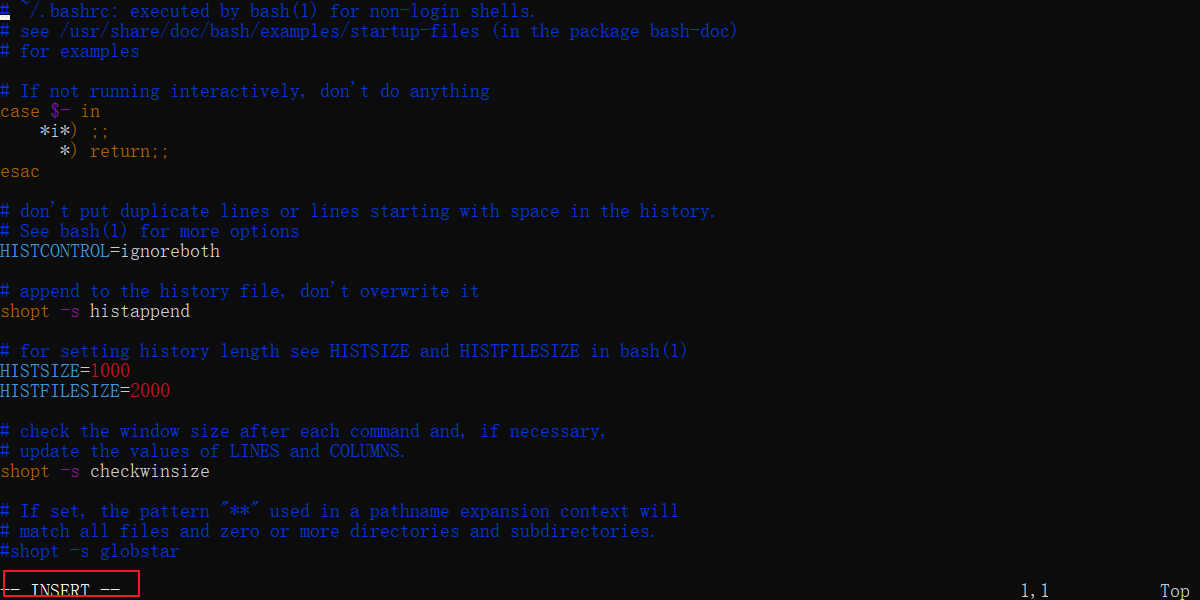 # ~/.bashrc: executed by bash(1) for non-login shells.
# see /usr/share/doc/bash/examples/startup-files (in the package bash-doc)
# for examples

# If not running interactively, don't do anything
case $- in
    *i*) ;;
      *) return;;
esac

# don't put duplicate lines or lines starting with space in the history.
# See bash(1) for more options
HISTCONTROL=ignoreboth

# append to the history file, don't overwrite it
shopt -s histappend

# for setting history length see HISTSIZE and HISTFILESIZE in bash(1)
HISTSIZE=1000
HISTFILESIZE=2000

# check the window size after each command and, if necessary,
# update the values of LINES and COLUMNS.
shopt -s checkwinsize

# If set, the pattern "**" used in a pathname expansion context will
# match all files and zero or more directories and subdirectories.
#shopt -s globstar

-- INSERT -- 1,1 Top